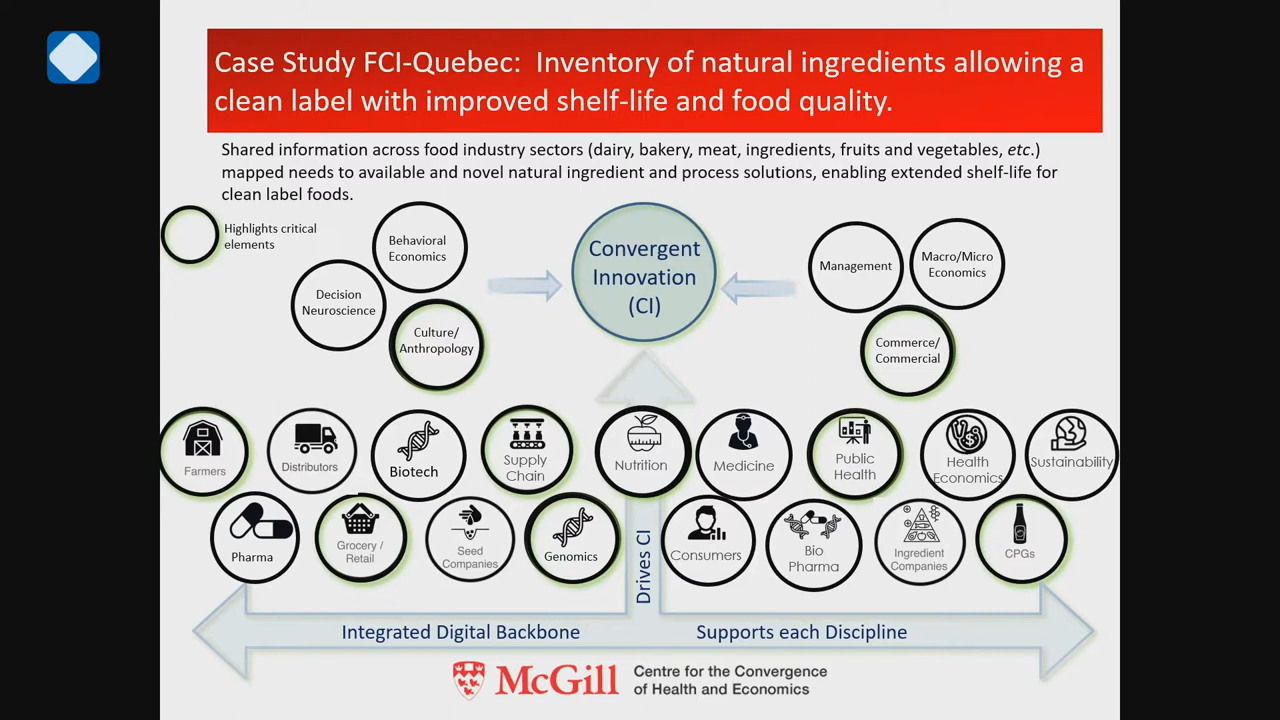 Case Study FCI-Quebec: Inventory of natural ingredients allowing a
clean label with improved shelf-life and food quality.
Shared information across food industry sectors (dairy, bakery, meat, ingredients, fruits and vegetables, etc.)
mapped needs to available and novel natural ingredient and process solutions, enabling extended shelf-life for
clean label foods.
Highlights critical
elements
Behavioral
Economics
Decision
Neuroscience
Culture/
Anthropology
Convergent
Innovation
(CI)
Management
Macro/Micro
Economics
Commerce/
Commercial
Farmers
Distributors
Biotech
Supply
Chain
Nutrition
Medicine
Public
Health
Health
Economics
Sustainability
Pharma
Grocery /
Retail
Seed
Companies
Genomics
Drives CI
Consumers
Bio
Pharma
Ingredient
Companies
CPGs
Integrated Digital Backbone
Supports each Discipline
McGill
Centre for the Convergence
of Health and Economics